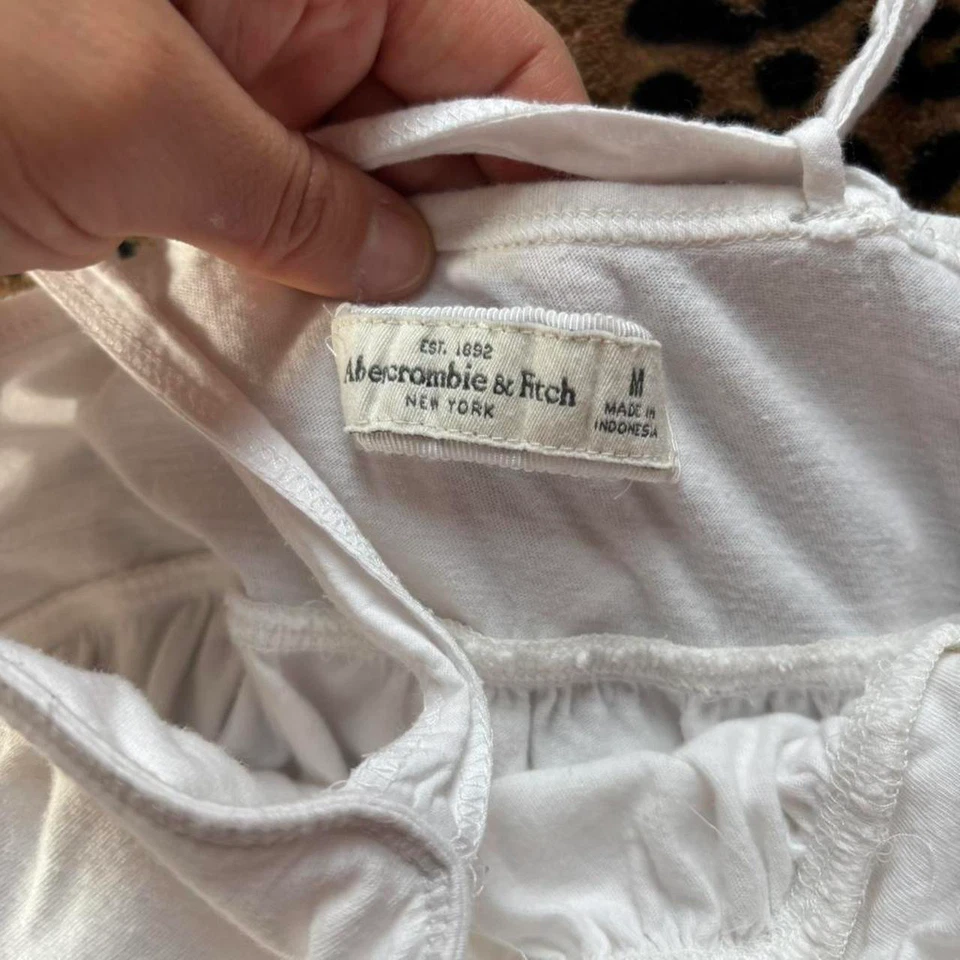 EST. 1892
Abercrombie & Fitch
NEW YORK
M
MADE IN
INDONESIA